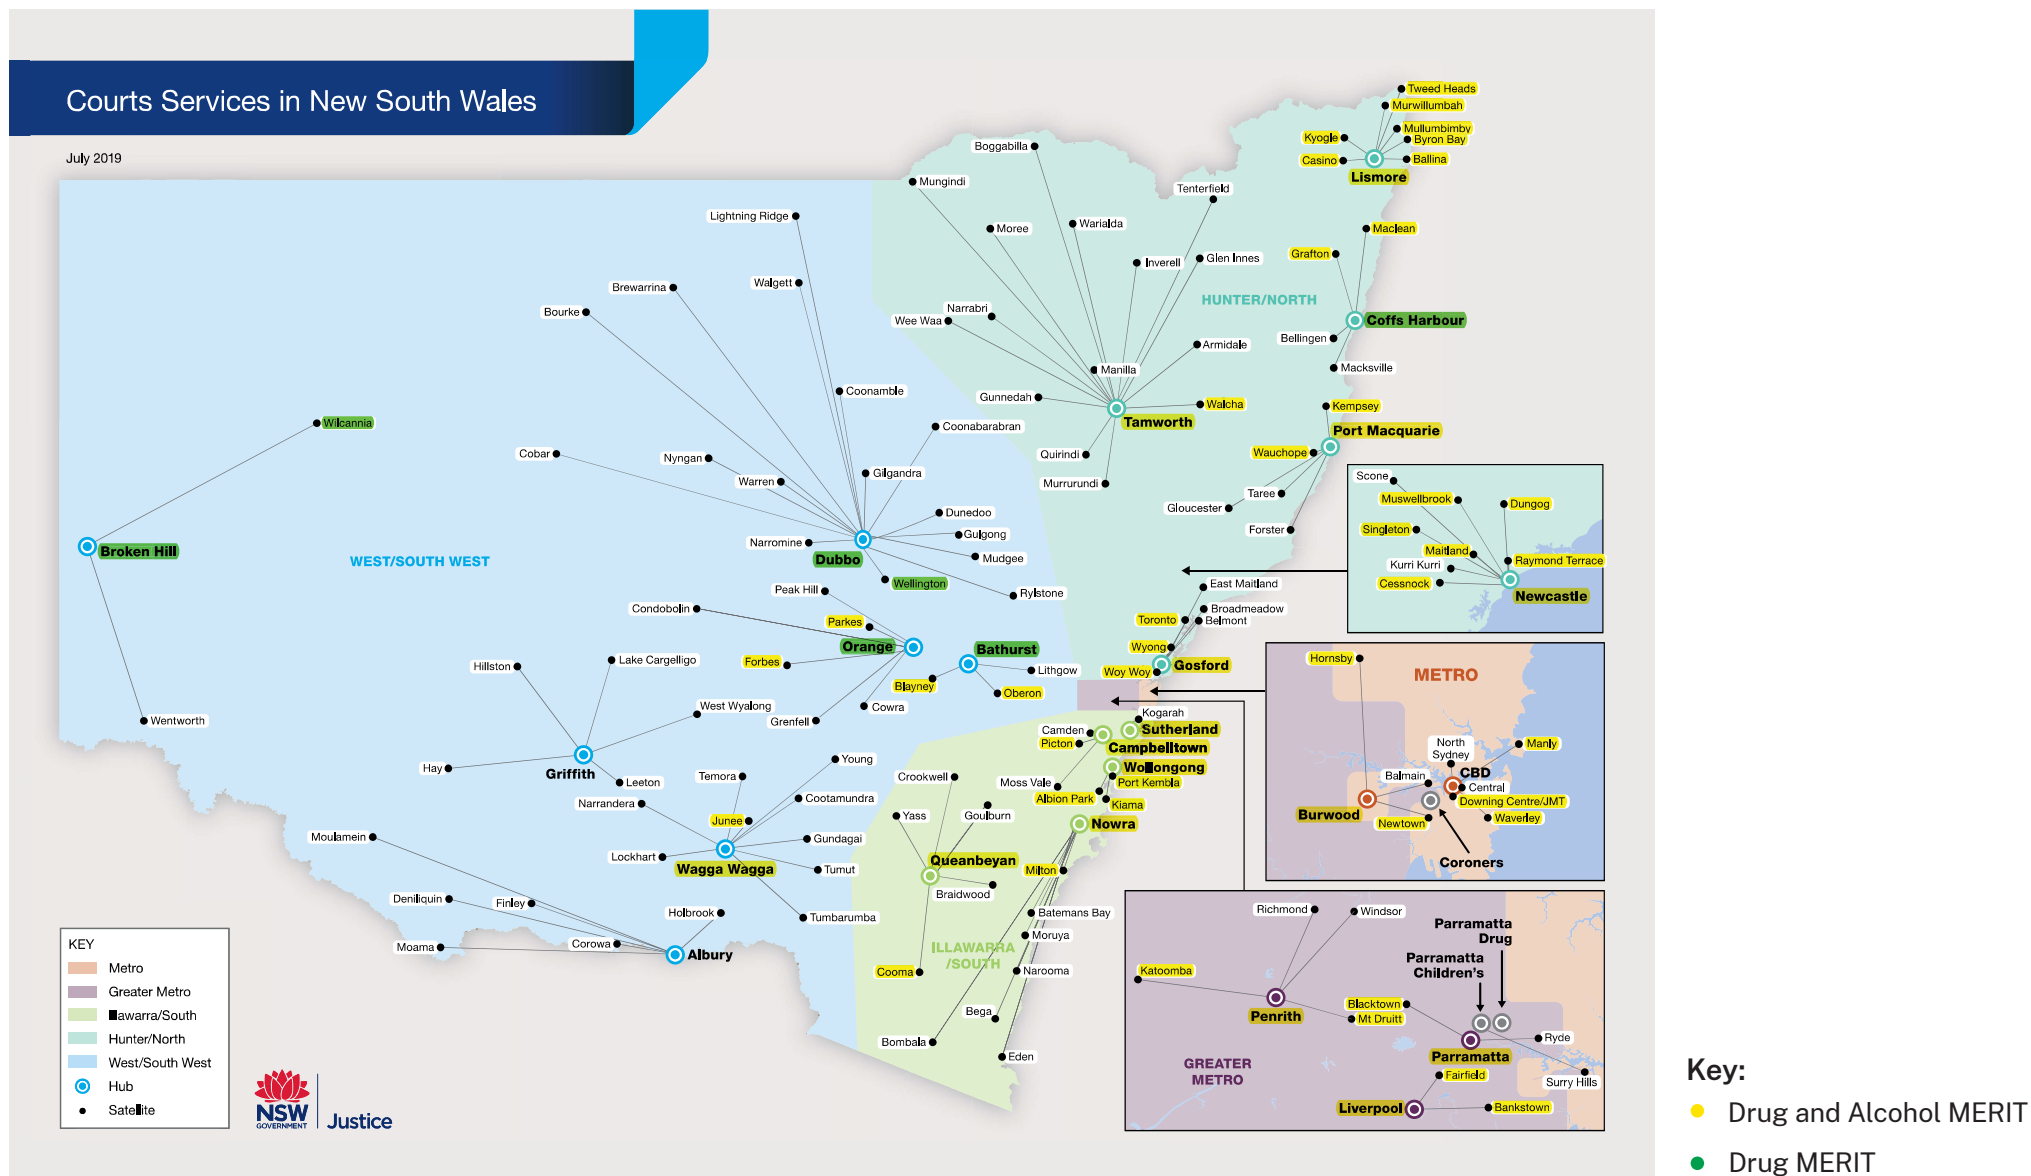 Courts Services in New South Wales
July 2019
Tweed Heads
Murwillumbah
Mullumbimby
Byron Bay
Kyogle
Casino
Ballina
Lismore
Boggabilla
Mungindi
Tenterfield
Lightning Ridge
Moree
Warialda
Maclean
Grafton
Inverell
Glen Innes
Walgett
Brewarrina
HUNTER/NORTH
Bourke
Narrabri
Wee Waa
Coffs Harbour
Bellingen
Armidale
Macksville
Manilla
Coonamble
Gunnedah
Walcha
Kempsey
Tamworth
Wilcannia
Coonabarabran
Port Macquarie
Cobar
Nyngan
Quirindi
Wauchope
Gilgandra
Warren
Murrurundi
Taree
Gloucester
Forster
Scone
Muswellbrook
Dungog
Singleton
Maitland
Raymond Terrace
Kurri Kurri
Cessnock
Newcastle
Dunedoo
Gulgong
Narromine
Mudgee
Broken Hill
WEST/SOUTH WEST
Dubbo
Wellington
Peak Hill
Rylstone
East Maitland
Condobolin
Broadmeadow
Toronto
Belmont
Parkes
Orange
Bathurst
Wyong
Gosford
Woy Woy
Hillston
Lake Cargelligo
Forbes
Lithgow
Blayney
Oberon
West Wyalong
Grenfell
Cowra
Wentworth
Kogarah
Camden
Sutherland
Picton
Campbelltown
Hornsby
METRO
North
Sydney
Manly
Balmain
CBD
Central
Downing Centre/JMT
Burwood
Newtown
Waverley
Coroners
Hay
Griffith
Leeton
Temora
Young
Crookwell
Moss Vale
Wollongong
Port Kembla
Albion Park
Kiama
Narrandera
Cootamundra
Junee
Yass
Goulburn
Nowra
Moulamein
Gundagai
Lockhart
Wagga Wagga
Tumut
Queanbeyan
Milton
Braidwood
Deniliquin
Finley
Holbrook
Tumbarumba
Batemans Bay
Moama
Corowa
Albury
Moruya
ILLAWARRA
/SOUTH
Cooma
Narooma
Bega
Bombala
Eden
Richmond
Windsor
Parramatta
Drug
Parramatta
Children's
Katoomba
Penrith
Blacktown
Mt Druitt
Ryde
Parramatta
GREATER
METRO
Fairfield
Surry Hills
Liverpool
Bankstown
KEY
Metro
Greater Metro
Illawarra/South
Hunter/North
West/South West
Hub
Satellite
NSW
GOVERNMENT
Justice
Key:
Drug and Alcohol MERIT
Drug MERIT